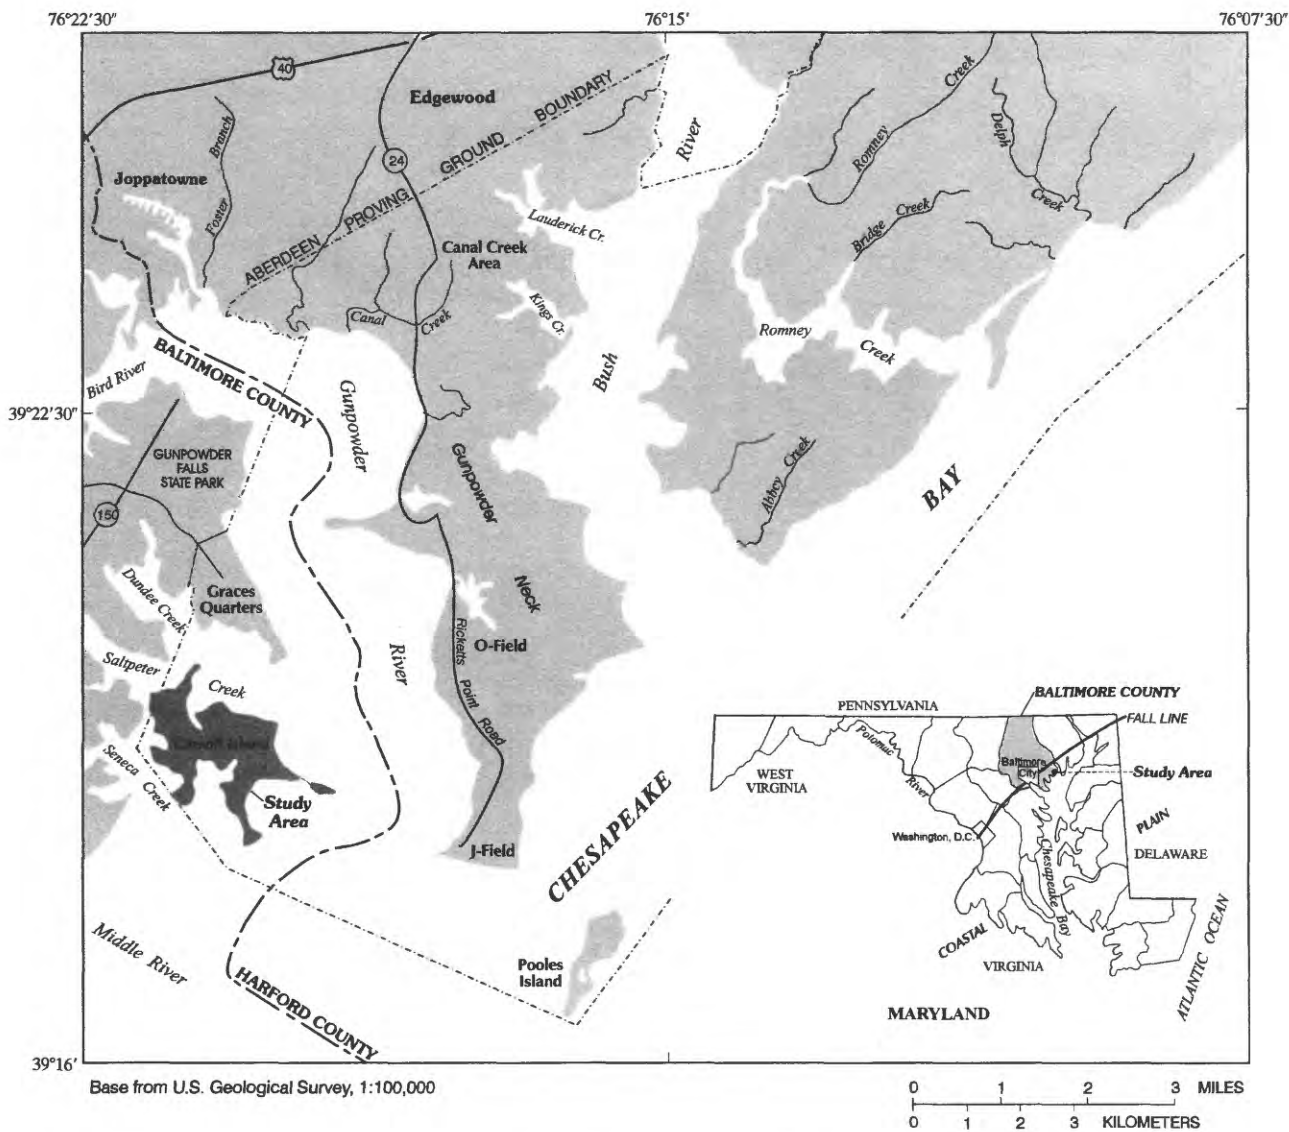 76°22'30"
76°15'
76°07'30"
40
Edgewood
ABERDEEN PROVING GROUND BOUNDARY
River
Romney Creek
Delph Creek
Foster Branch
Joppatowne
24
Lauderick Cr.
Bridge Creek
Canal Creek
Area
Kings Cr.
Canal Creek
Romney
Creek
BALTIMORE COUNTY
Bird River
Gunpowder
Bush
39°22'30"
GUNPOWDER
FALLS
STATE PARK
Gunpowder
Neck
Abbey Creek
BAY
150
Dundee Creek
Graces
Quarters
O-Field
Ricketts Point Road
River
Saltpeter
Creek
Carroll Island
Seneca
Creek
Study
Area
J-Field
CHESAPEAKE
Pooles
Island
Middle River
HARFORD COUNTY
39°16'
BALTIMORE COUNTY
PENNSYLVANIA
FALL LINE
Potomac
River
WEST
VIRGINIA
Baltimore
City
Study Area
Washington, D.C.
PLAIN
DELAWARE
Chesapeake Bay
COASTAL
VIRGINIA
ATLANTIC OCEAN
MARYLAND
Base from U.S. Geological Survey, 1:100,000
0 1 2 3 MILES
0 1 2 3 KILOMETERS